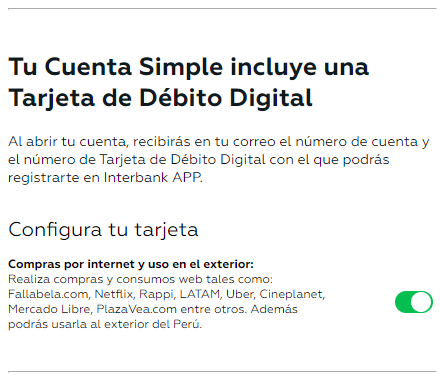 Tu Cuenta Simple incluye una
Tarjeta de Débito Digital
Al abrir tu cuenta, recibirás en tu correo el número de cuenta y
el número de Tarjeta de Débito Digital con el que podrás
registrarte en Interbank APP.
Configura tu tarjeta
Compras por internet y uso en el exterior:
Realiza compras y consumos web tales como:
Fallabela.com, Netflix, Rappi, LATAM, Uber, Cineplanet,
Mercado Libre, PlazaVea.com entre otros. Además
podrás usarla al exterior del Perú.